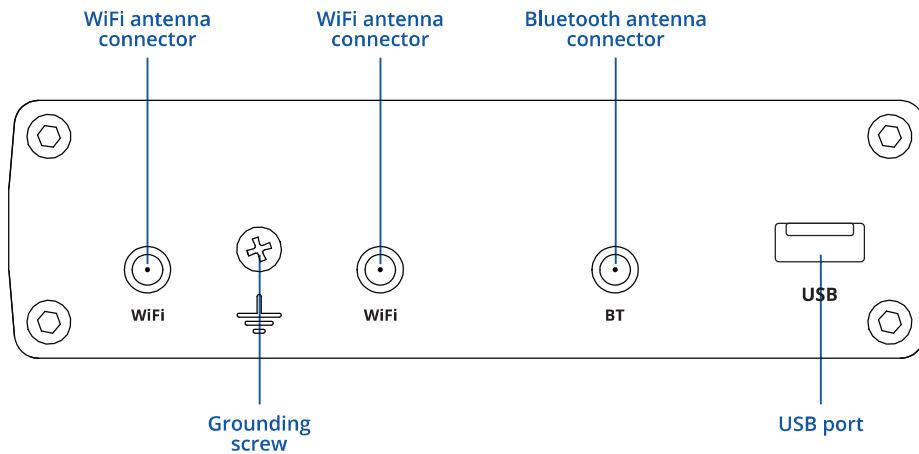 WiFi antenna
connector
WiFi antenna
connector
Bluetooth antenna
connector
WiFi
WiFi
BT
USB
Grounding
screw
USB port